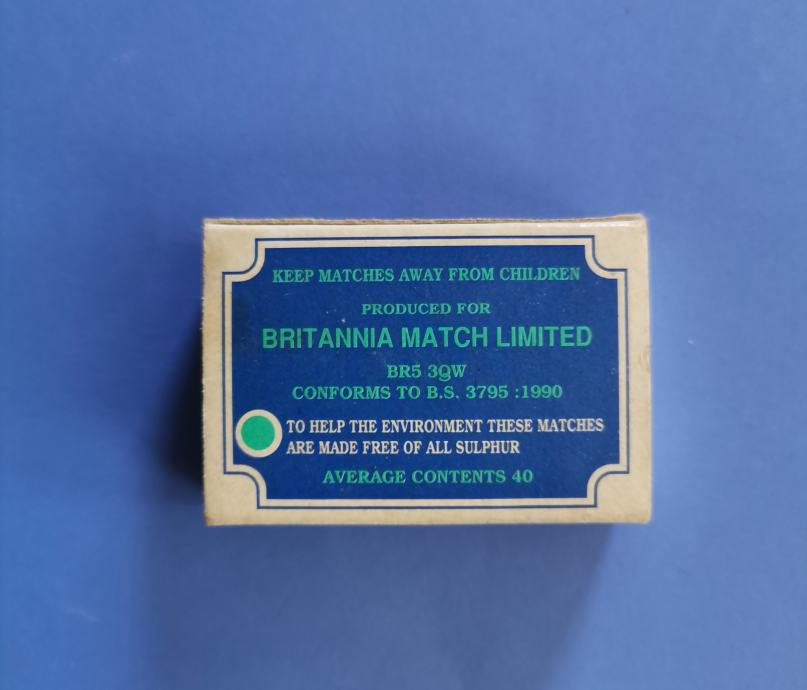 KEEP MATCHES AWAY FROM CHILDREN
PRODUCED FOR
BRITANNIA MATCH LIMITED
BR5 3QW
CONFORMS TO B.S. 3795 :1990
TO HELP THE ENVIRONMENT THESE MATCHES
ARE MADE FREE OF ALL SULPHUR
AVERAGE CONTENTS 40